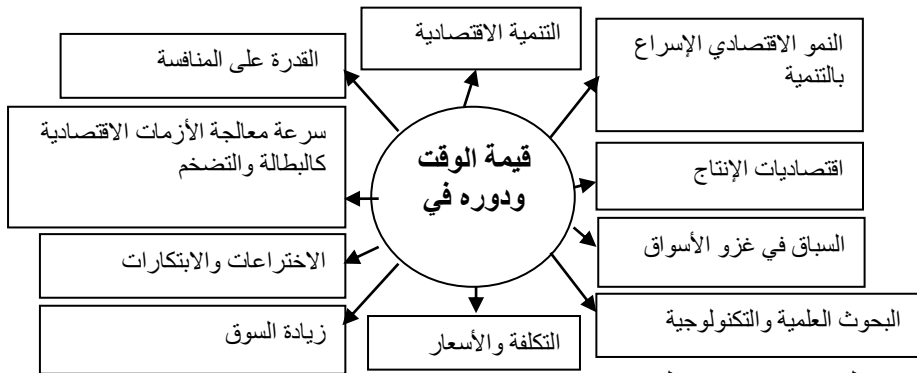 التنمية الاقتصادية
النمو الاقتصادي الإسراع
بالتنمية
القدرة على المنافسة
سرعة معالجة الأزمات الاقتصادية
كالبطالة والتضخم
قيمة الوقت
ودوره في
اقتصاديات الإنتاج
السباق في غزو الأسواق
الاختراعات والابتكارات
البحوث العلمية والتكنولوجية
زيادة السوق
التكلفة والأسعار